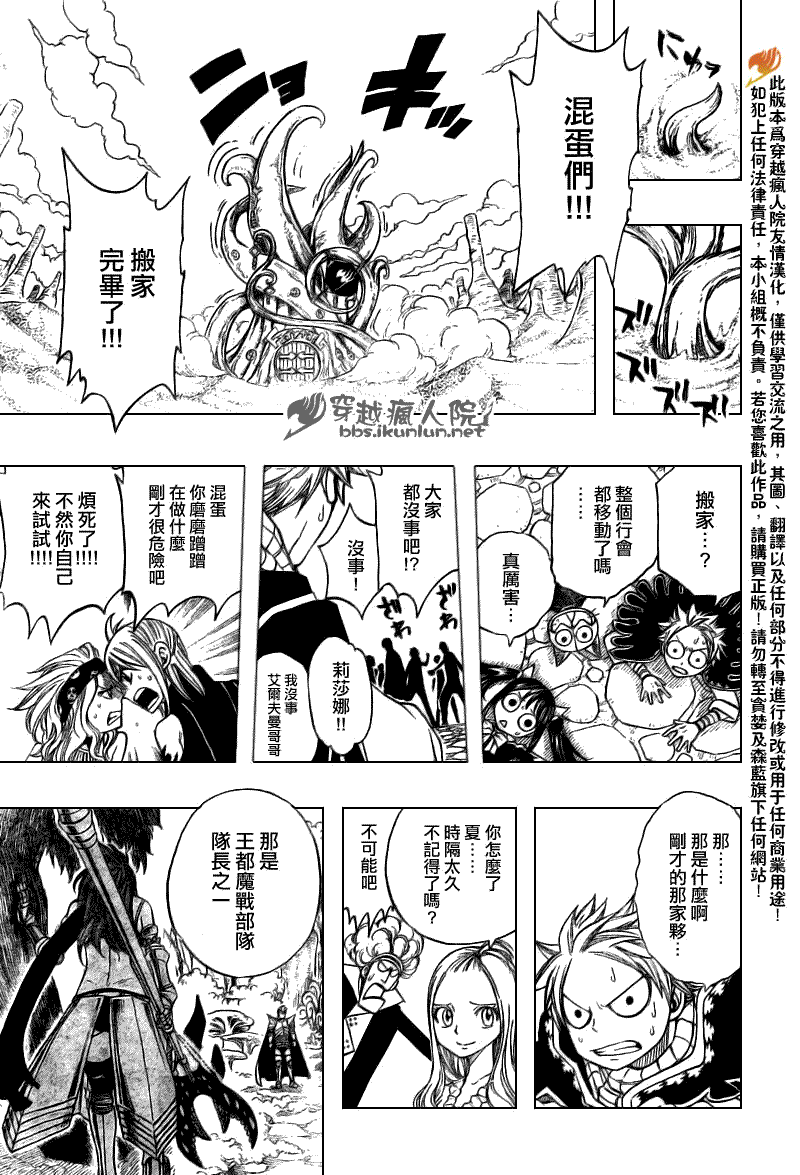 此版本爲穿越瘋人院友情漢化，僅供學習交流之用，其圖、翻譯以及任何部分不得進行修改或用于任何商業用途！
如犯上任何法律責任，本小組概不負責。若您喜歡此作品，請購買正版！請勿轉至貪婪及森藍旗下任何網站！
にゅっ
ズズズ
混蛋們!!!
搬家
完畢了!!!
穿越瘋人院
bbs.ikunlun.net
搬家…?
整個行會
都移動了嗎
……
真厲害…
大家
都沒事吧!?
沒事！
ざわ
ざわ
莉莎娜!!
我沒事
艾爾夫曼哥哥
混蛋
你磨磨蹭蹭
在做什麼
剛才很危險吧
煩死了!!!!
不然你自己
來試試!!!!
那……
那是什麼啊
剛才的那家夥…
你怎麼了
夏……
時隔太久
不記得了嗎？
不可能吧
那是
王都魔戰部隊
隊長之一